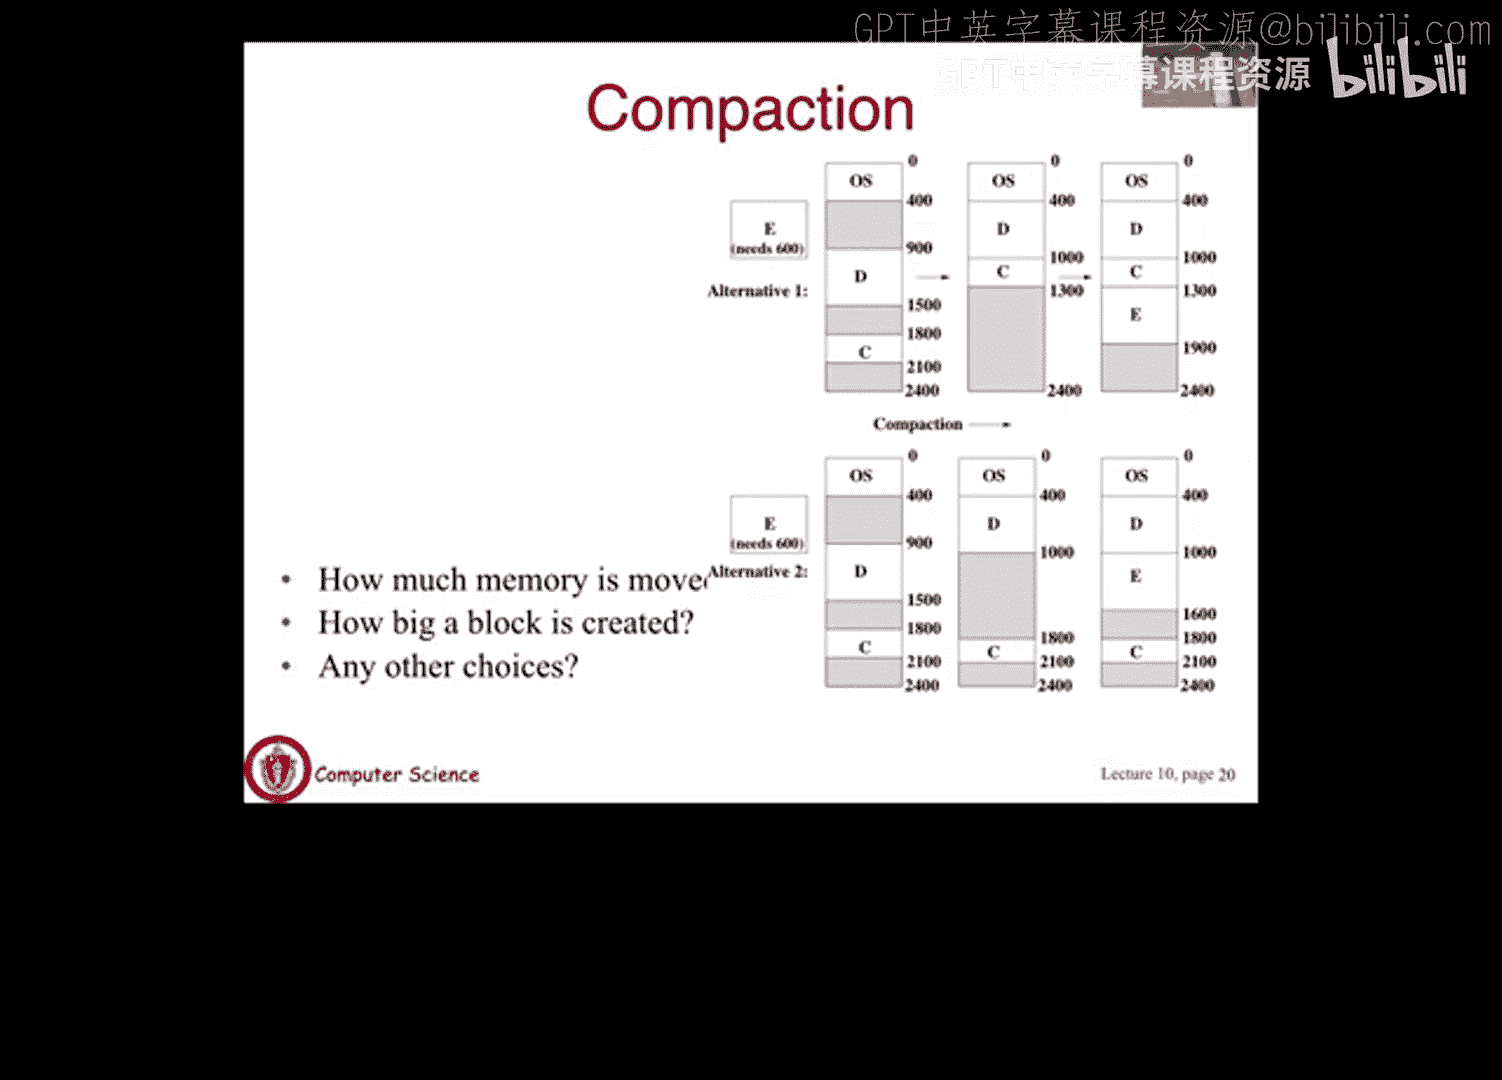 GPT中英字幕课程资源@bilibili.com
GPT中英字幕课程资源 bilibili
Compaction
E
(needs 600)
Alternative 1:
OS
D
C
0
400
900
1500
1800
2100
2400
OS
D
C
0
400
1000
1300
2400
OS
D
C
E
0
400
1000
1300
1900
2400
Compaction
E
(needs 600)
Alternative 2:
OS
D
C
0
400
900
1500
1800
2100
2400
OS
D
C
0
400
1000
1800
2100
2400
OS
D
E
C
0
400
1000
1600
1800
2100
2400
• How much memory is move
• How big a block is created?
• Any other choices?
Computer Science
Lecture 10, page 20